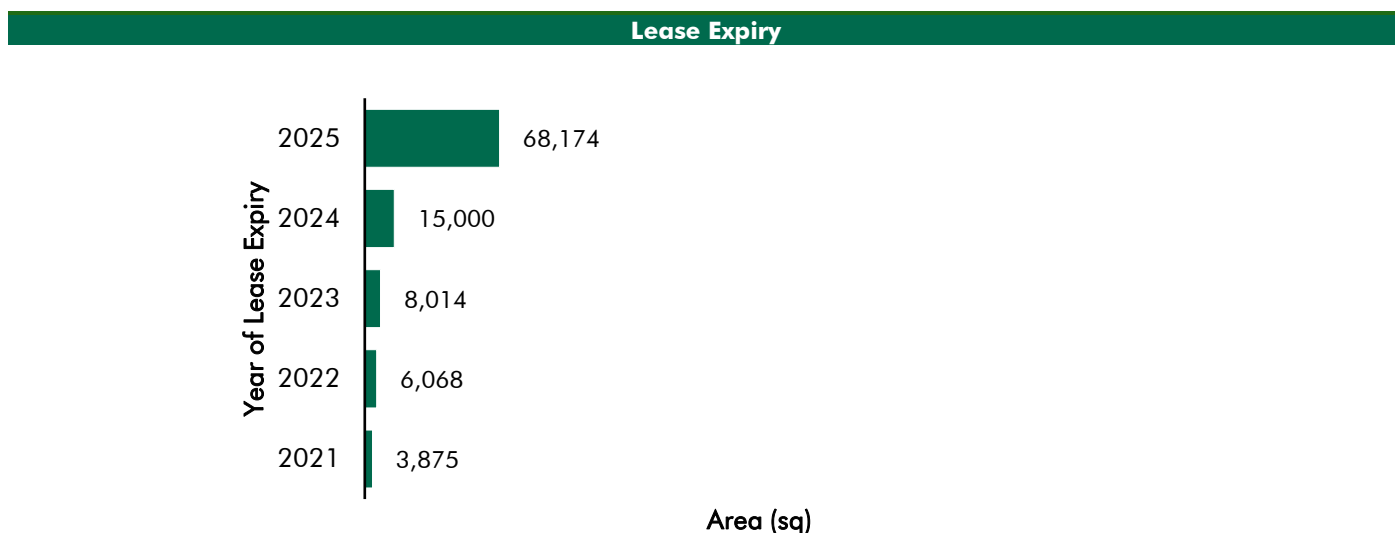 Lease Expiry
Year of Lease Expiry
2025 68,174
2024 15,000
2023 8,014
2022 6,068
2021 3,875
Area (sq)